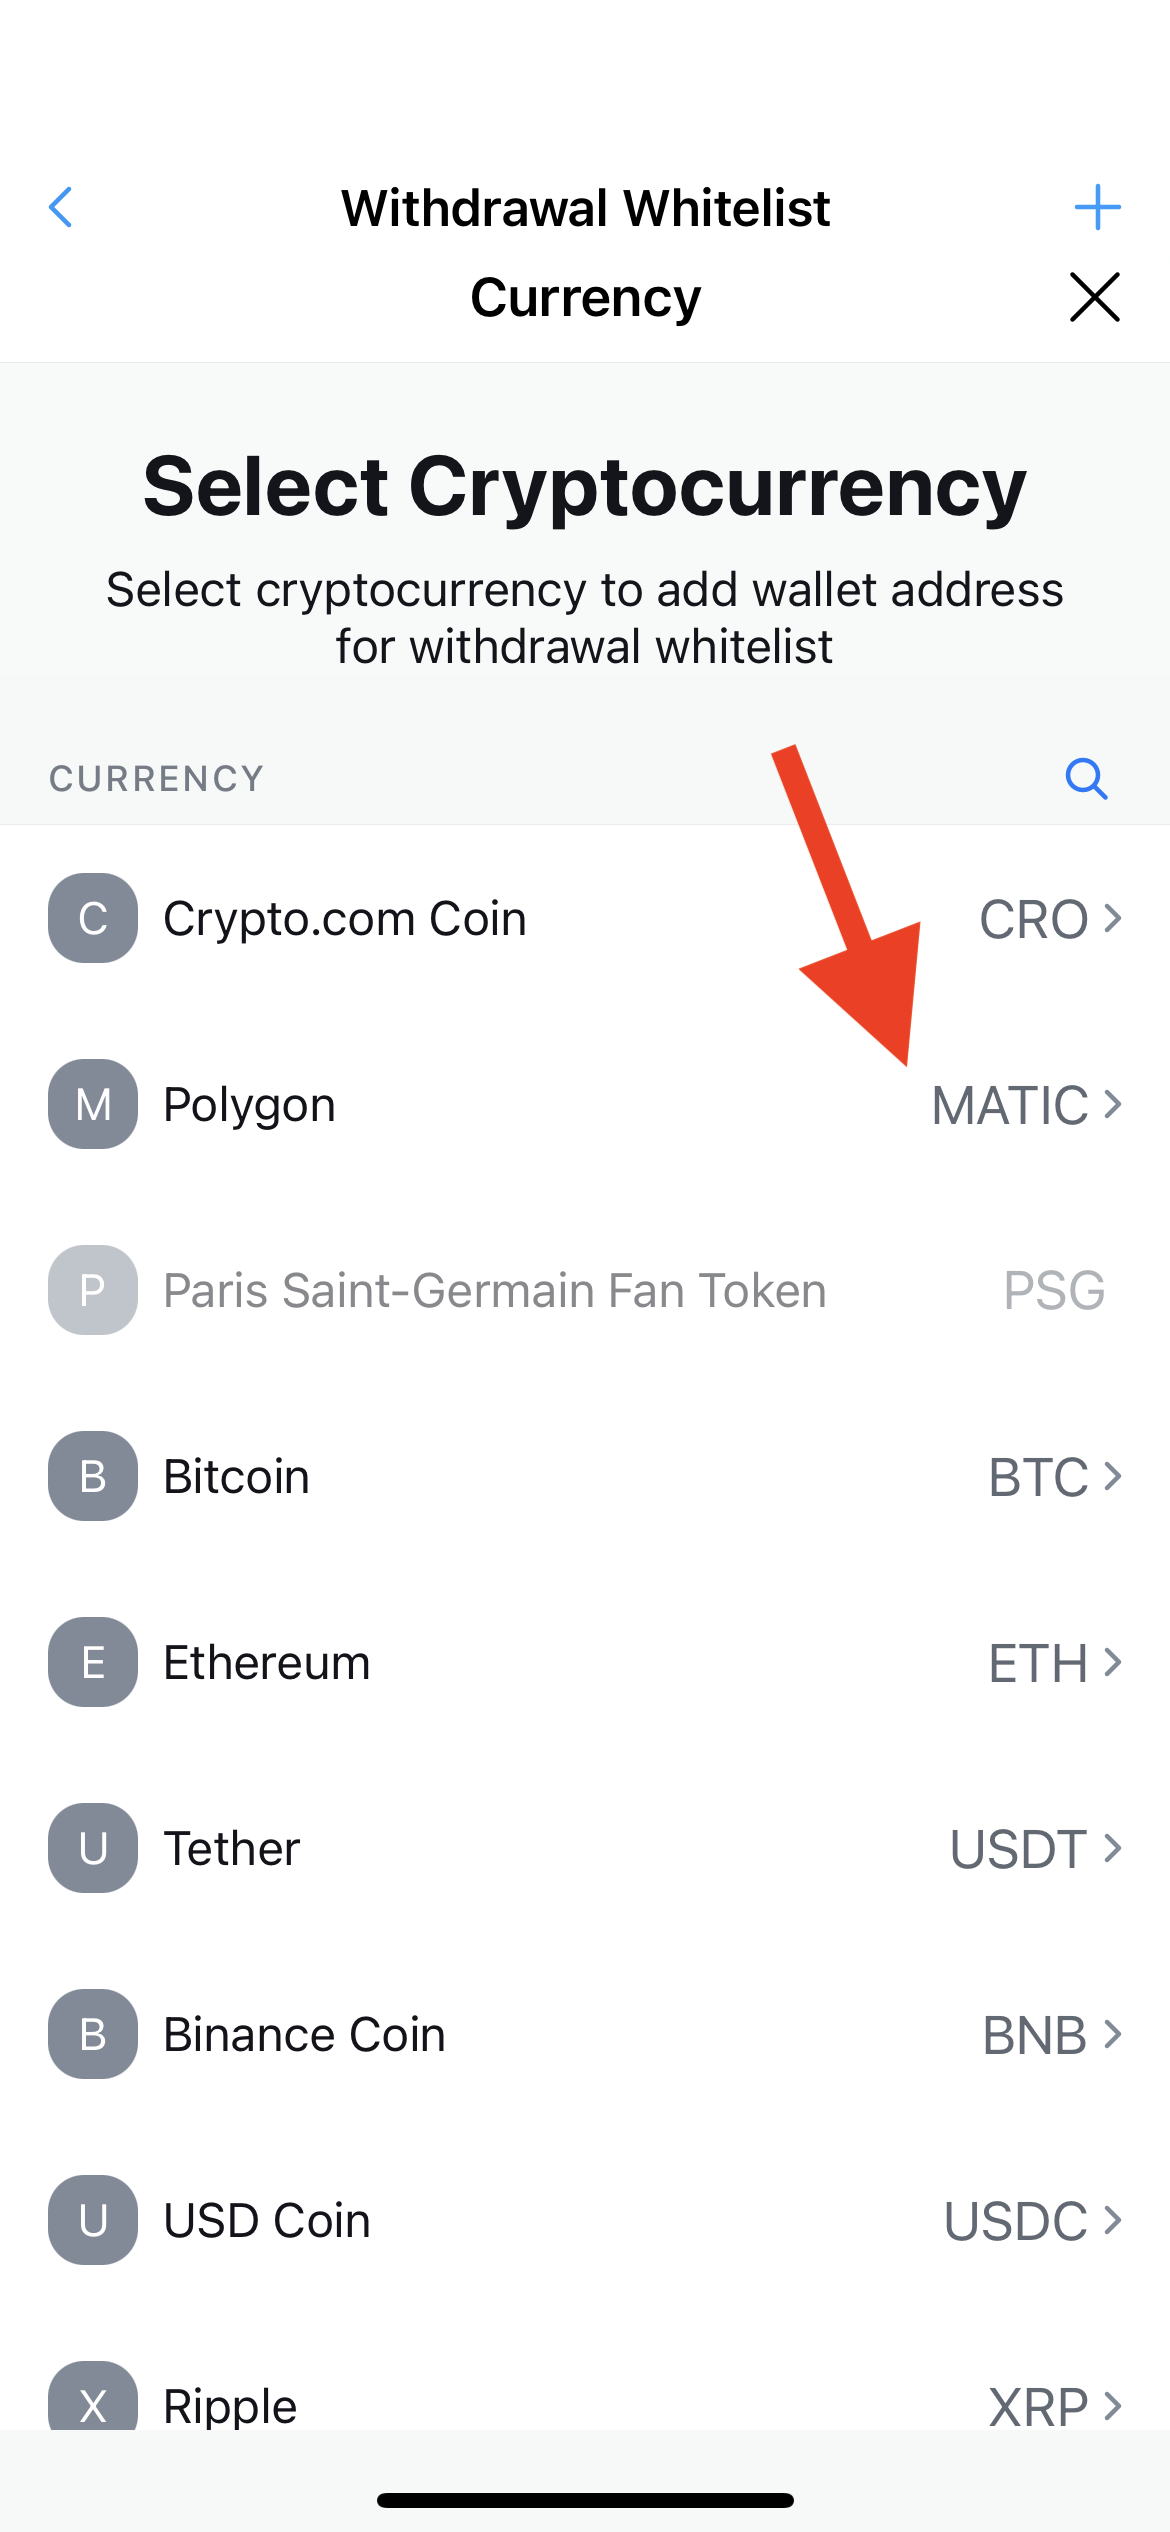 Withdrawal Whitelist
Currency
Select Cryptocurrency
Select cryptocurrency to add wallet address
for withdrawal whitelist
CURRENCY
C Crypto.com Coin CRO
M Polygon MATIC
P Paris Saint-Germain Fan Token PSG
B Bitcoin BTC
E Ethereum ETH
U Tether USDT
B Binance Coin BNB
U USD Coin USDC
X Ripple XRP